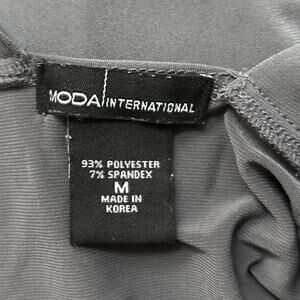 MODA INTERNATIONAL
93% POLYESTER
7% SPANDEX
M
MADE IN
KOREA